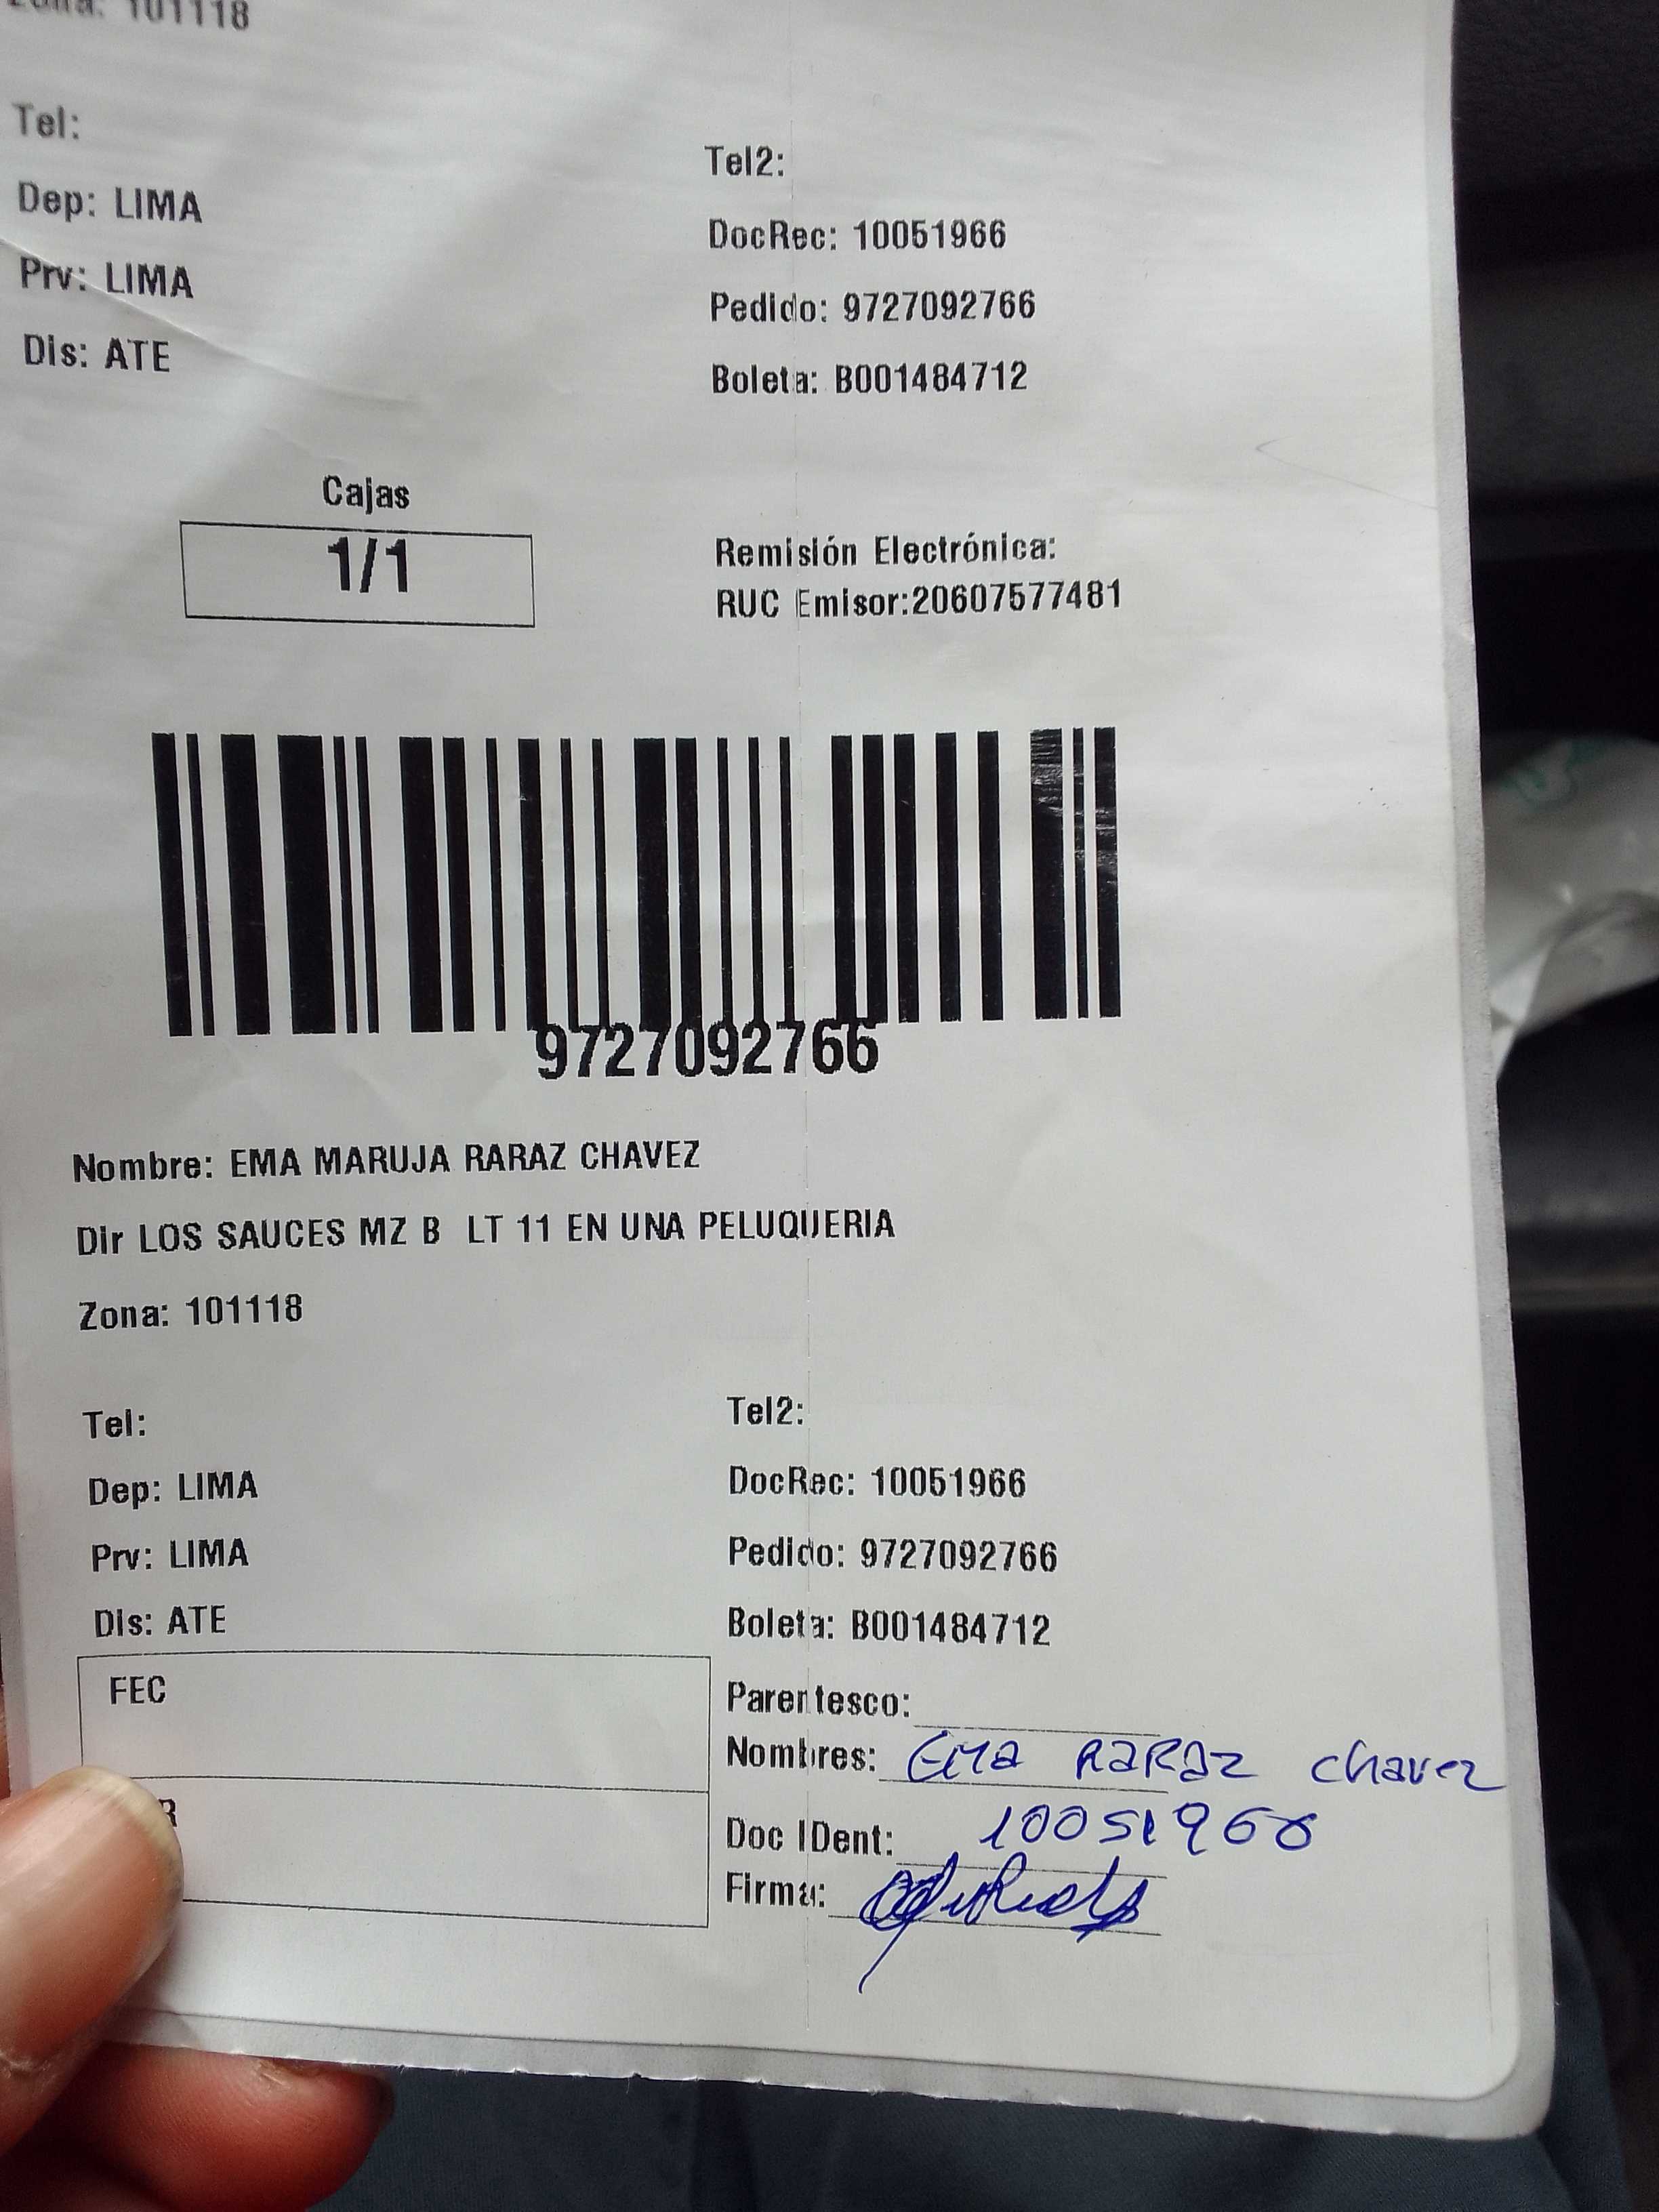 Zona: 101118
Tel:
Tel2:
Dep: LIMA
DocRec: 10051966
Prv: LIMA
Pedido: 9727092766
Dis: ATE
Boleta: B001484712
Cajas
1/1
Remisión Electrónica:
RUC Emisor:20607577481
9727092766
Nombre: EMA MARUJA RARAZ CHAVEZ
Dir LOS SAUCES MZ B LT 11 EN UNA PELUQUERIA
Zona: 101118
Tel:
Tel2:
Dep: LIMA
DocRec: 10051966
Prv: LIMA
Pedido: 9727092766
Dis: ATE
Boleta: B001484712
FEC
Parentesco:
Nombres: Ema RARAZ chavez
Doc IDent: 10051966
Firma: